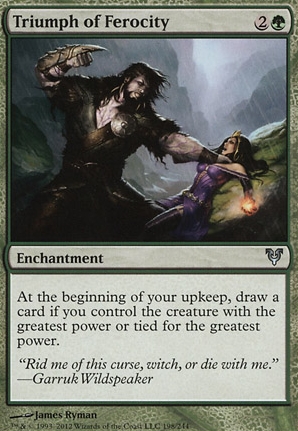 Triumph of Ferocity 2
Enchantment
At the beginning of your upkeep, draw a
card if you control the creature with the
greatest power or tied for the greatest
power.
“Rid me of this curse, witch, or die with me.”
—Garruk Wildspeaker
James Ryman
™ & © 1993–2012 Wizards of the Coast LLC 198/244